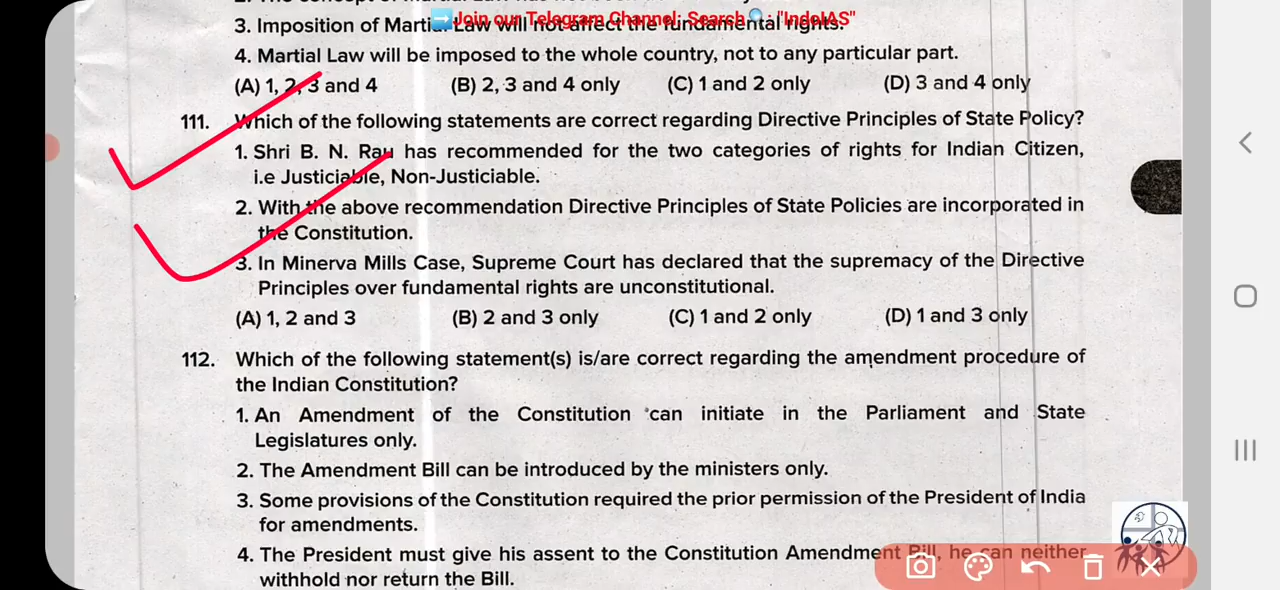 3. Imposition of Martial Law will not affect the fundamental rights.
➡️Join our Telegram Channel: Search🔍: "IndoIAS"
4. Martial Law will be imposed to the whole country, not to any particular part.
(A) 1, 2, 3 and 4 (B) 2, 3 and 4 only (C) 1 and 2 only (D) 3 and 4 only
111. Which of the following statements are correct regarding Directive Principles of State Policy?
1. Shri B. N. Rau has recommended for the two categories of rights for Indian Citizen,
i.e Justiciable, Non-Justiciable.
2. With the above recommendation Directive Principles of State Policies are incorporated in
the Constitution.
3. In Minerva Mills Case, Supreme Court has declared that the supremacy of the Directive
Principles over fundamental rights are unconstitutional.
(A) 1, 2 and 3 (B) 2 and 3 only (C) 1 and 2 only (D) 1 and 3 only
112. Which of the following statement(s) is/are correct regarding the amendment procedure of
the Indian Constitution?
1. An Amendment of the Constitution can initiate in the Parliament and State
Legislatures only.
2. The Amendment Bill can be introduced by the ministers only.
3. Some provisions of the Constitution required the prior permission of the President of India
for amendments.
4. The President must give his assent to the Constitution Amendment Bill, he can neither
withhold nor return the Bill.